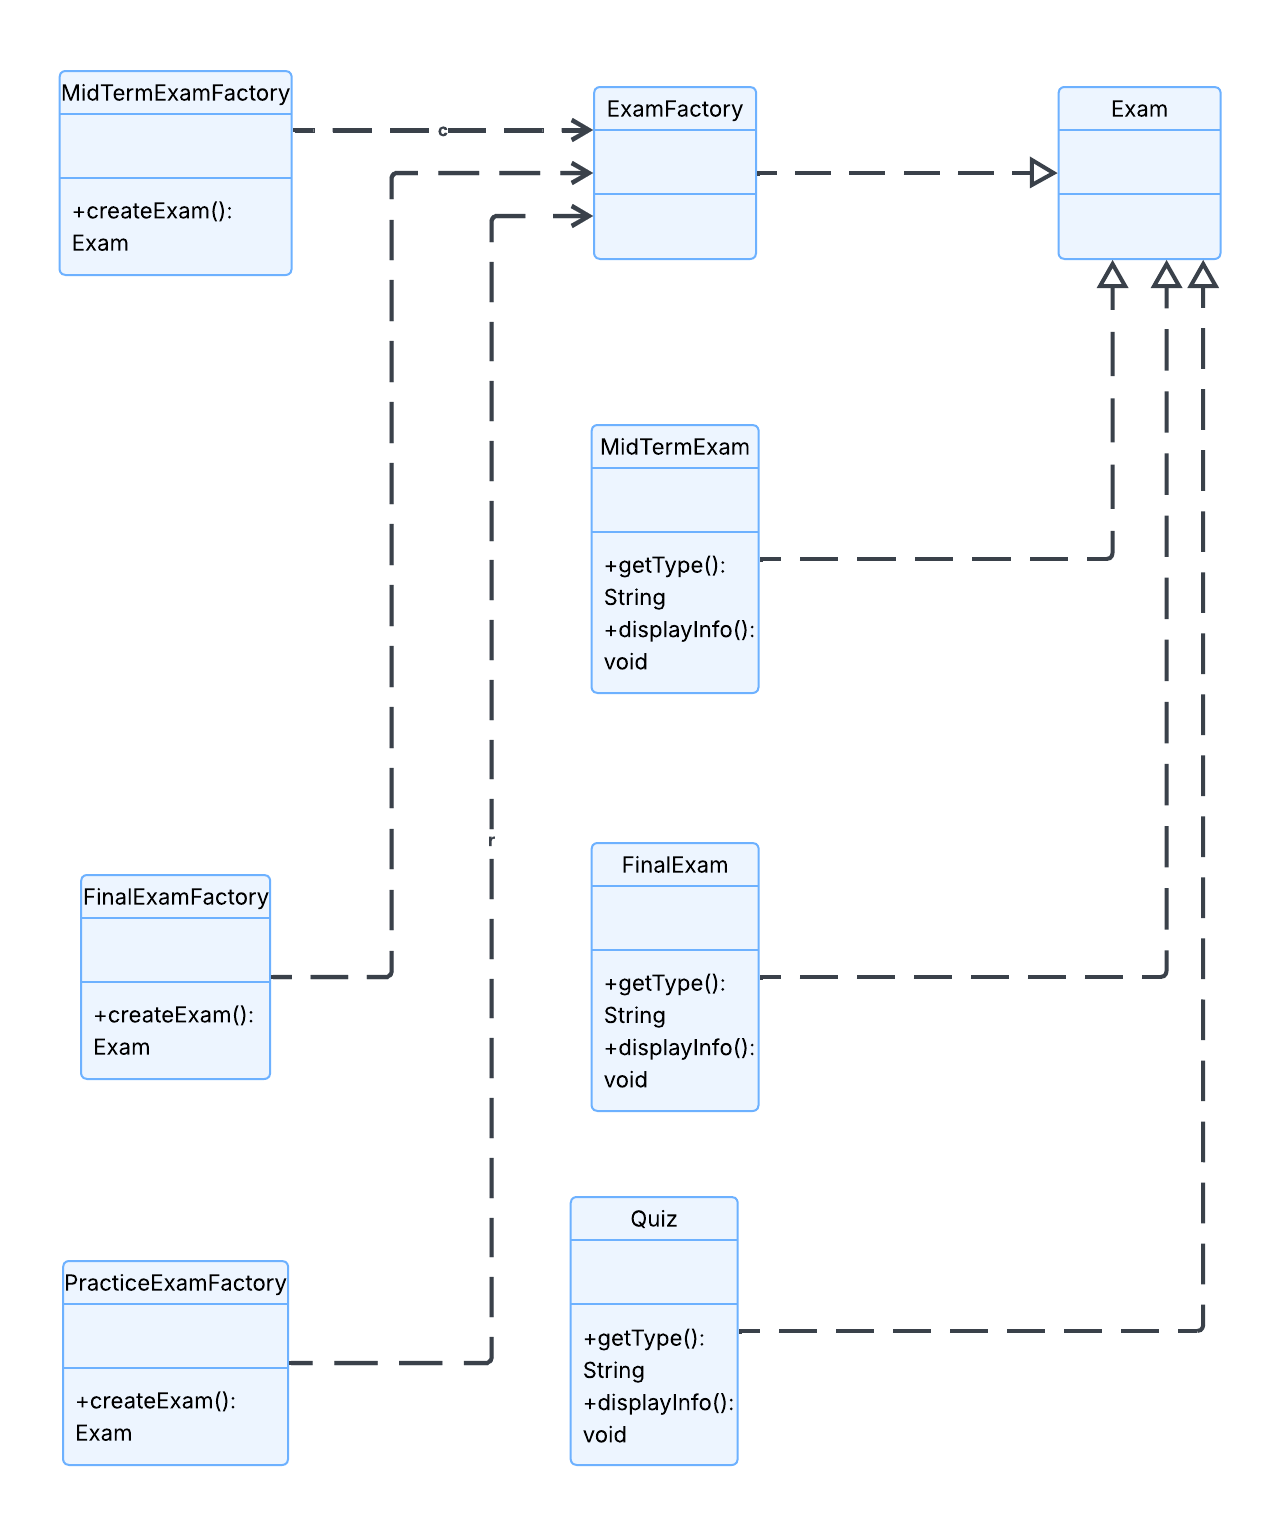 MidTermExamFactory
+createExam():
Exam
c
ExamFactory
Exam
MidTermExam
+getType():
String
+displayInfo():
void
r
FinalExamFactory
+createExam():
Exam
FinalExam
+getType():
String
+displayInfo():
void
PracticeExamFactory
+createExam():
Exam
Quiz
+getType():
String
+displayInfo():
void